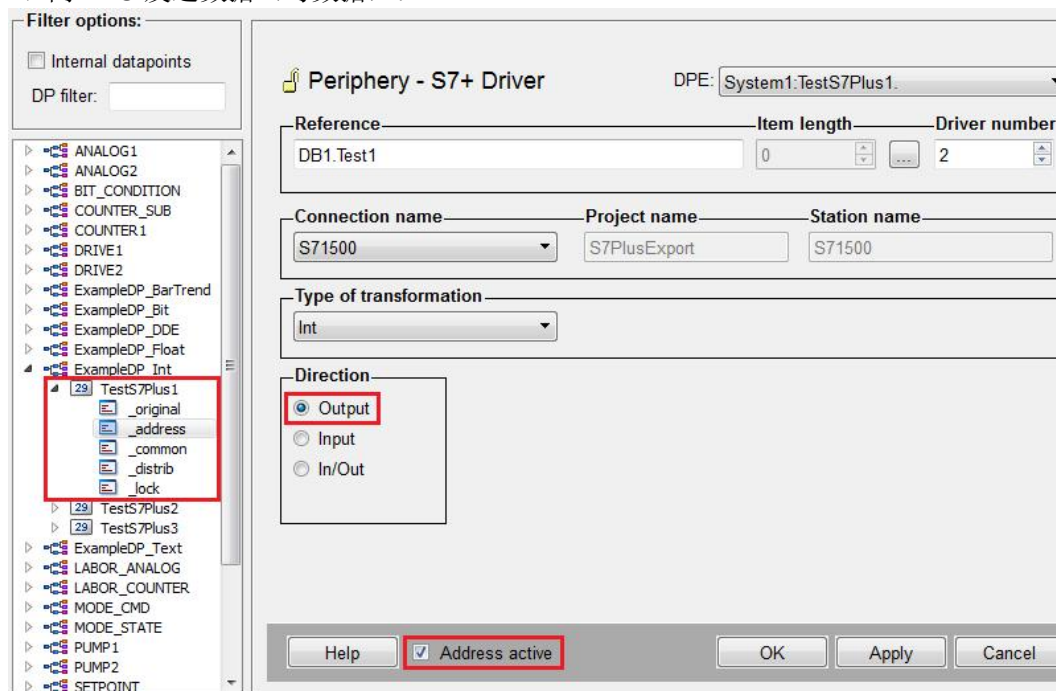 Filter options:
Internal datapoints
DP filter:
ANALOG1
ANALOG2
BIT_CONDITION
COUNTER_SUB
COUNTER1
DRIVE1
DRIVE2
ExampleDP_BarTrend
ExampleDP_Bit
ExampleDP_DDE
ExampleDP_Float
ExampleDP_Int
29 TestS7Plus1
_original
_address
_common
_distrib
_lock
29 TestS7Plus2
29 TestS7Plus3
ExampleDP_Text
LABOR_ANALOG
LABOR_COUNTER
MODE_CMD
MODE_STATE
PUMP1
PUMP2
SETPOINT
Periphery - S7+ Driver DPE: System1:TestS7Plus1.
Reference Item length Driver number
DB1.Test1 0 ... 2
Connection name Project name Station name
S71500 S7PlusExport S71500
Type of transformation
Int
Direction
Output
Input
In/Out
Help Address active OK Apply Cancel